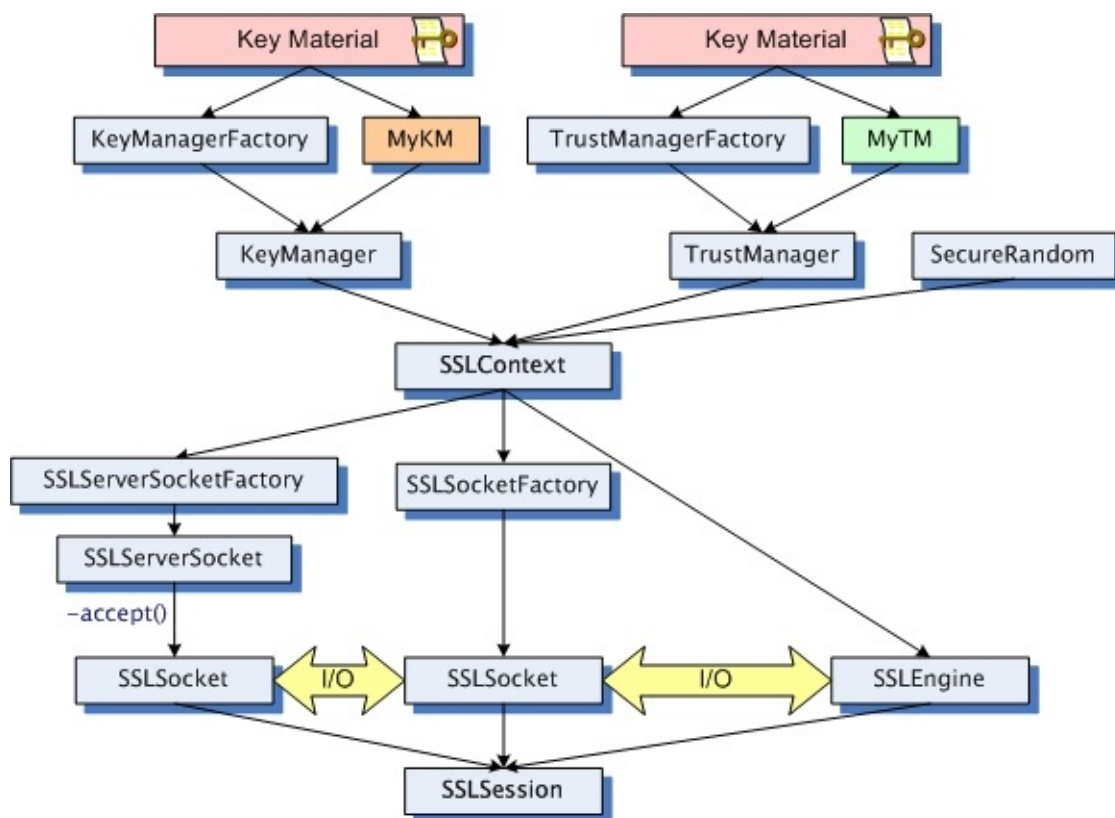 Key Material
Key Material
KeyManagerFactory
MyKM
TrustManagerFactory
MyTM
KeyManager
TrustManager
SecureRandom
SSLContext
SSLServerSocketFactory
SSLSocketFactory
SSLServerSocket
-accept()
SSLSocket
I/O
SSLSocket
I/O
SSLEngine
SSLSession